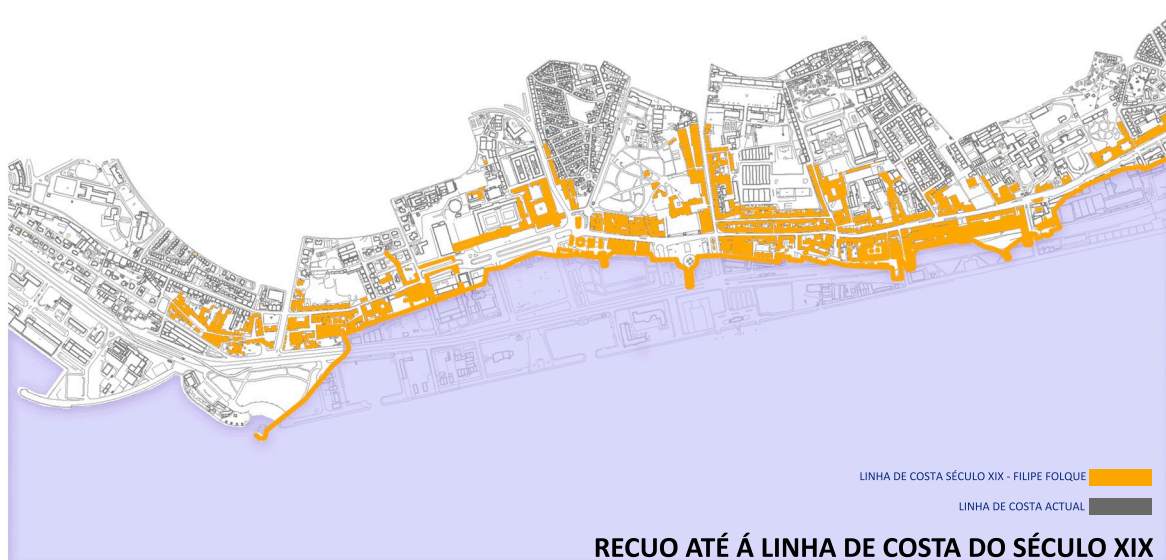 LINHA DE COSTA SÉCULO XIX - FILIPE FOLQUE
LINHA DE COSTA ACTUAL
RECUO ATÉ Á LINHA DE COSTA DO SÉCULO XIX